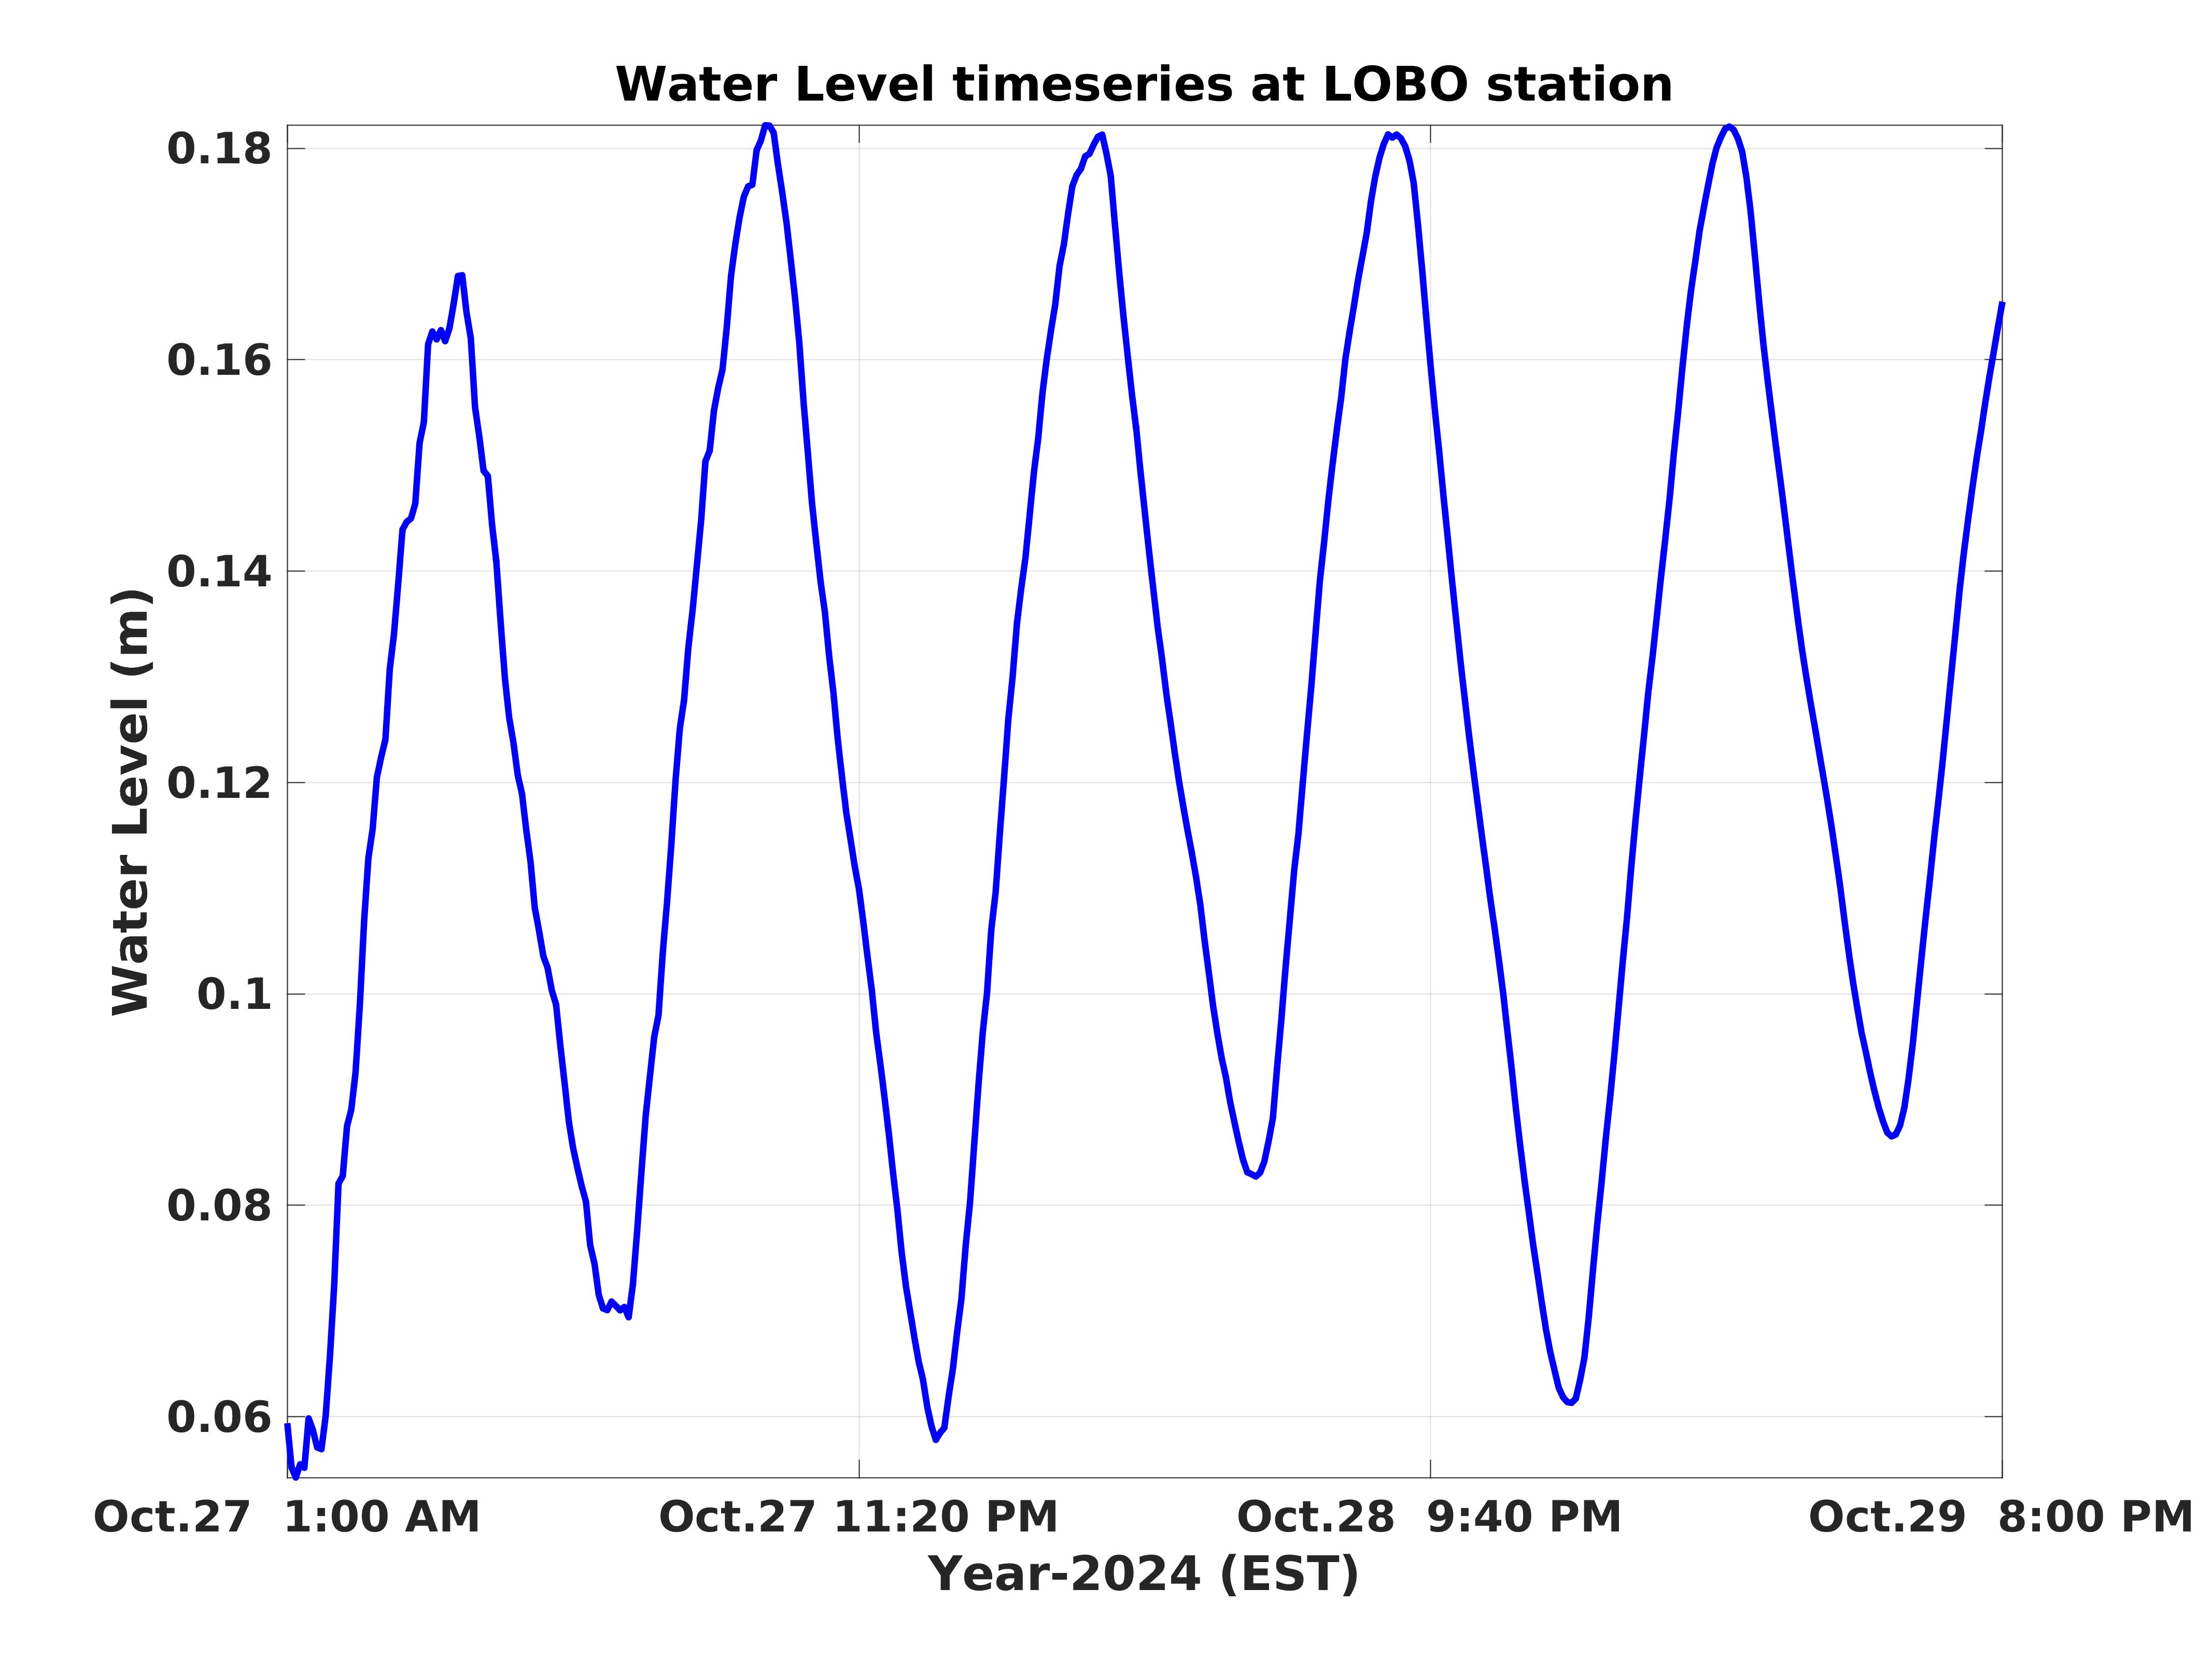 Water Level timeseries at LOBO station
0.18
0.16
0.14
0.12
0.1
0.08
0.06
Water Level (m)
Oct.27 1:00 AM
Oct.27 11:20 PM
Oct.28 9:40 PM
Oct.29 8:00 PM
Year-2024 (EST)